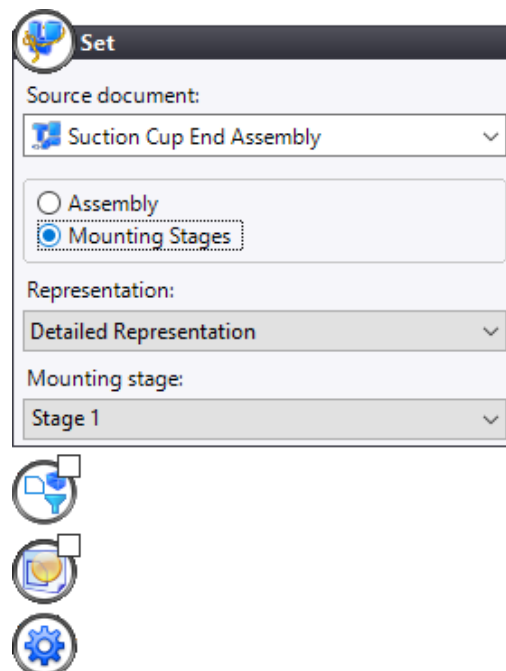 Set
Source document:
Suction Cup End Assembly
Assembly
Mounting Stages
Representation:
Detailed Representation
Mounting stage:
Stage 1